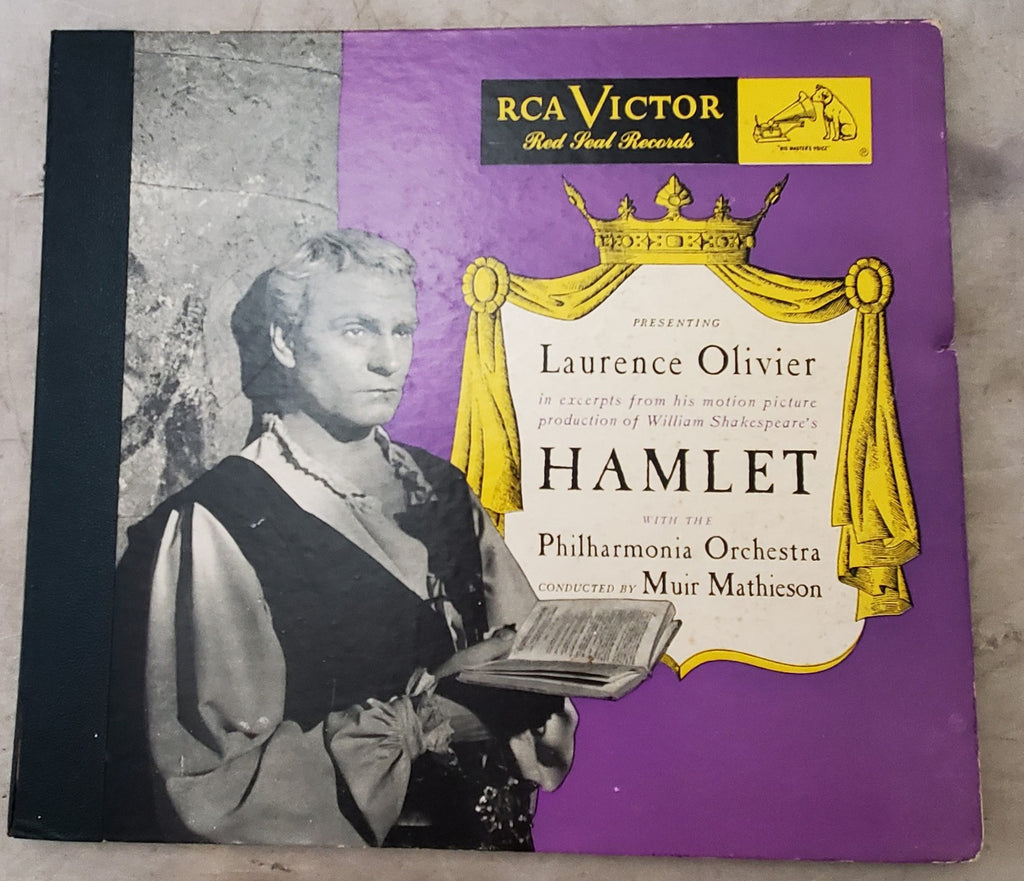 RCA VICTOR
Red Seal Records
"HIS MASTER'S VOICE"
PRESENTING
Laurence Olivier
in excerpts from his motion picture
production of William Shakespeare's
HAMLET
WITH THE
Philharmonia Orchestra
CONDUCTED BY Muir Mathieson